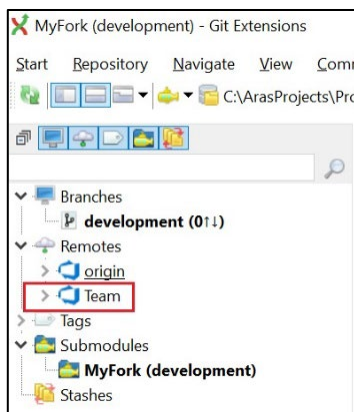 MyFork (development) - Git Extensions
Start Repository Navigate View
C:\ArasProjects\
Branches
development (0↑↓)
Remotes
origin
Team
Tags
Submodules
MyFork (development)
Stashes